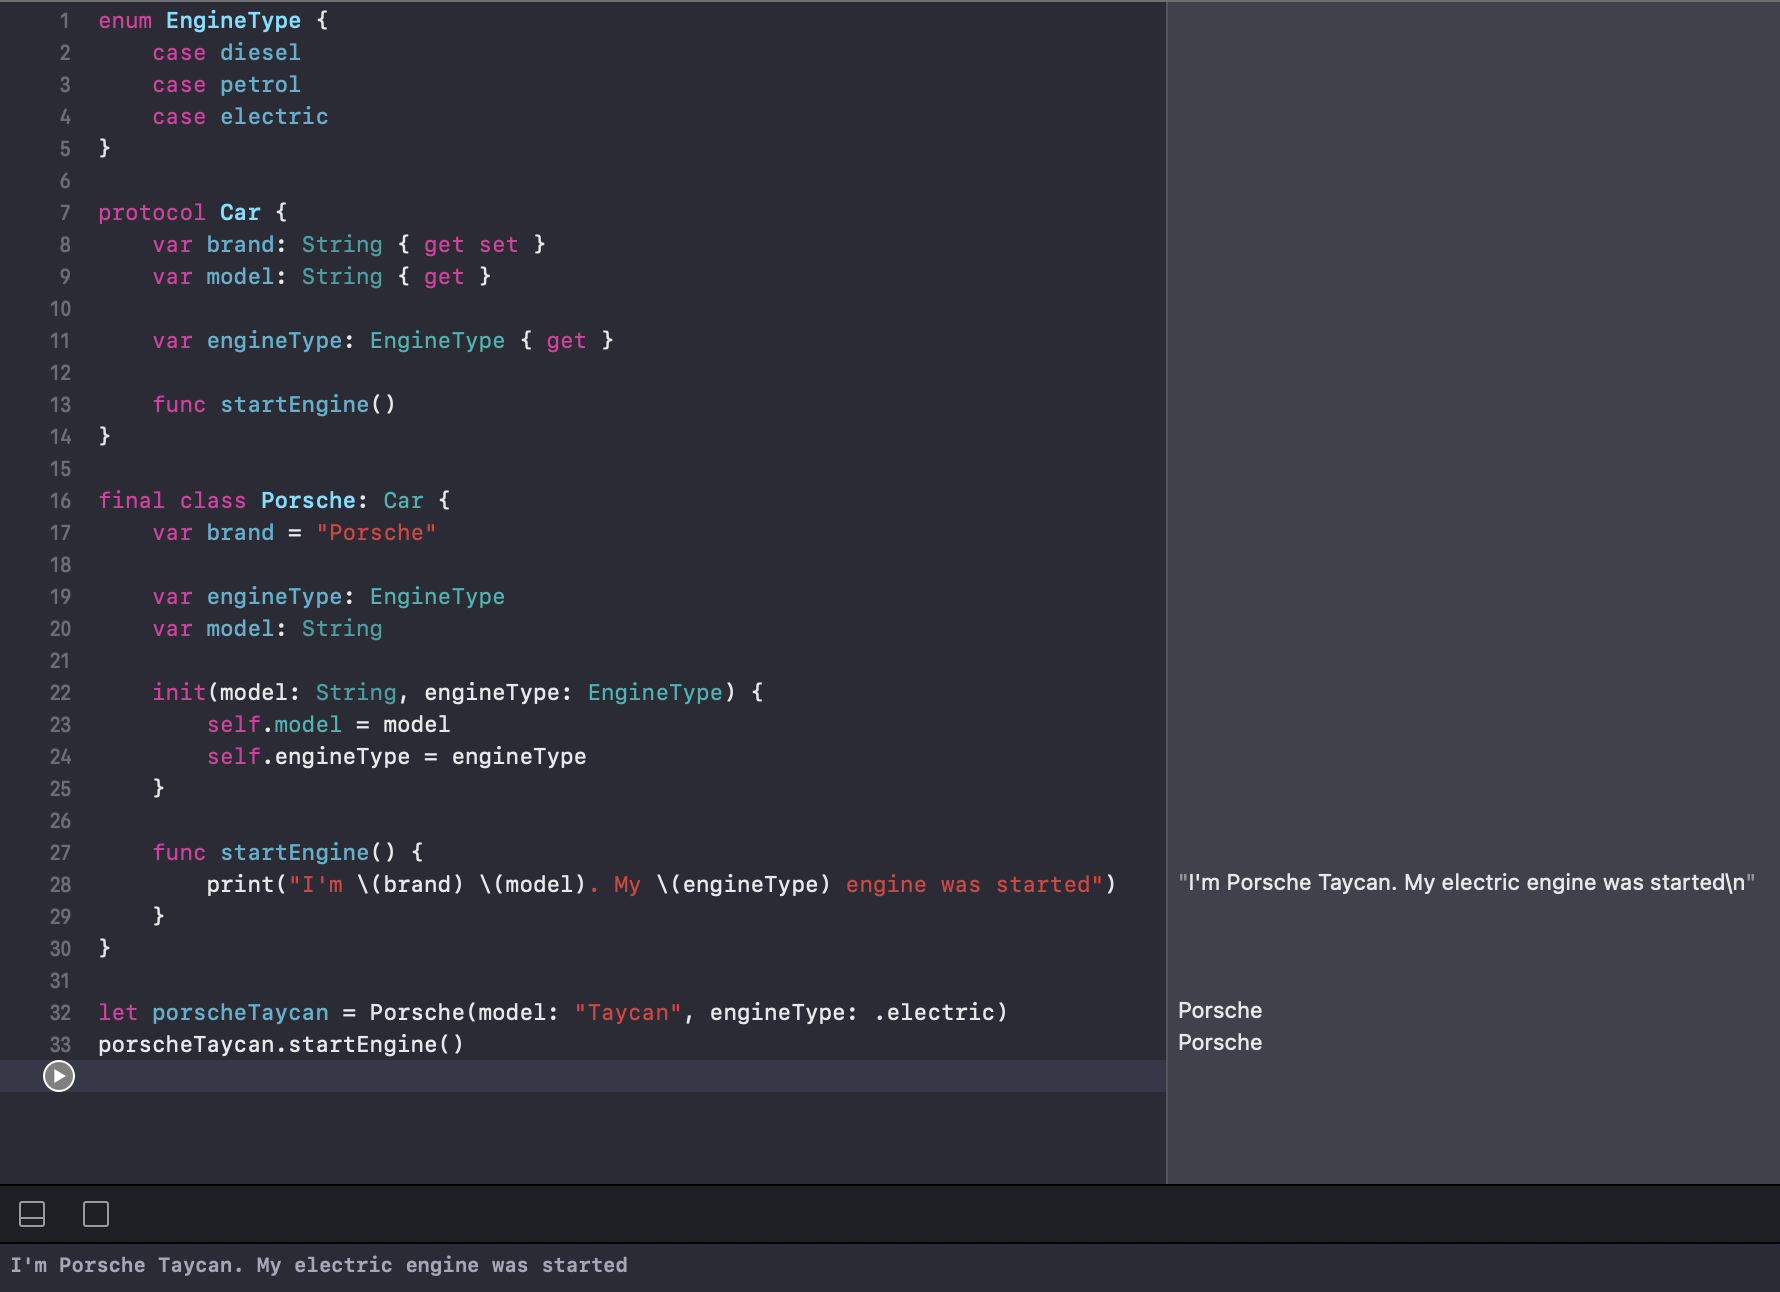 1 enum EngineType {
2     case diesel
3     case petrol
4     case electric
5 }
6
7 protocol Car {
8     var brand: String { get set }
9     var model: String { get }
10
11     var engineType: EngineType { get }
12
13     func startEngine()
14 }
15
16 final class Porsche: Car {
17     var brand = "Porsche"
18
19     var engineType: EngineType
20     var model: String
21
22     init(model: String, engineType: EngineType) {
23         self.model = model
24         self.engineType = engineType
25     }
26
27     func startEngine() {
28         print("I'm \(brand) \(model). My \(engineType) engine was started")
"I'm Porsche Taycan. My electric engine was started\n"
29     }
30 }
31
32 let porscheTaycan = Porsche(model: "Taycan", engineType: .electric)
Porsche
33 porscheTaycan.startEngine()
Porsche
I'm Porsche Taycan. My electric engine was started